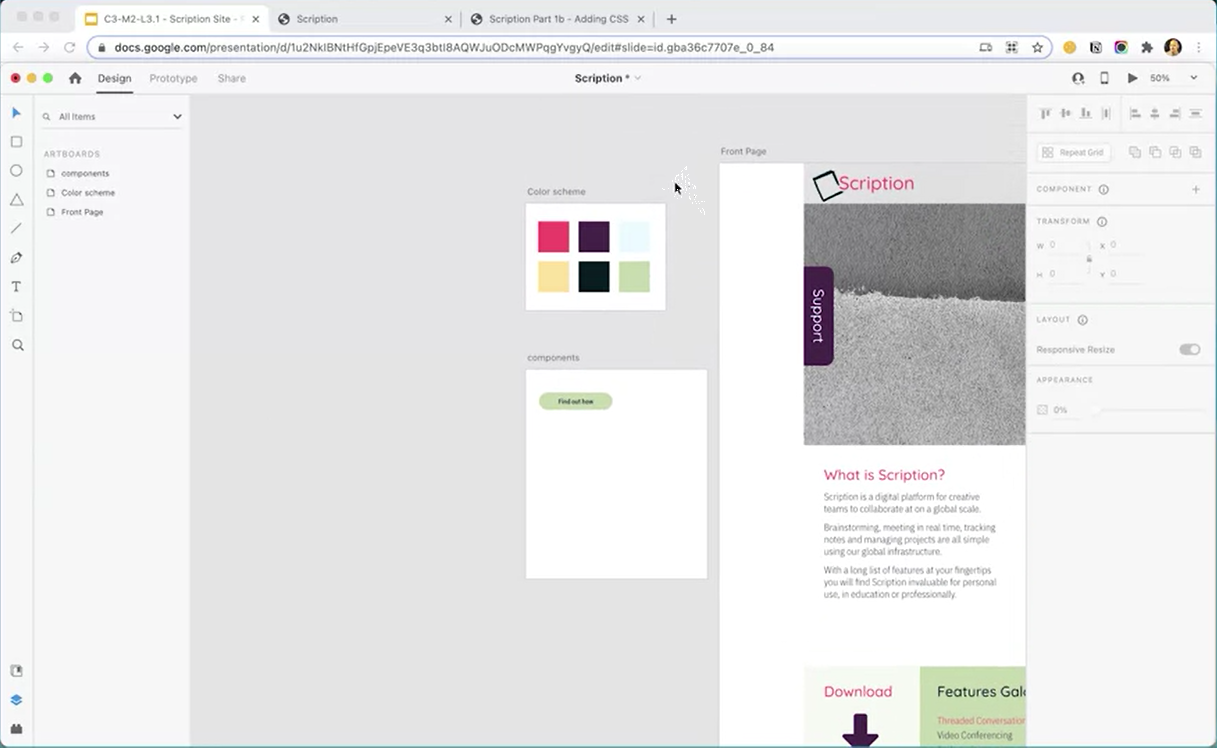 C3-M2-L3.1 - Scription Site -
Scription
Scription Part 1b - Adding CSS
docs.google.com/presentation/d/1u2NkIBNtHfGpjEpeVE3q3btI8AQWJuODcMWPqgYvgyQ/edit#slide=id.gba36c7707e_0_84
Design
Prototype
Share
Scription *
50%
All Items
ARTBOARDS
components
Color scheme
Front Page
Color scheme
components
Find out how
Front Page
Scription
Support
What is Scription?
Scription is a digital platform for creative
teams to collaborate at on a global scale.
Brainstorming, meeting in real time, tracking
notes and managing projects are all simple
using our global infrastructure.
With a long list of features at your fingertips
you will find Scription invaluable for personal
use, in education or professionally.
Download
Features Gal
Threaded Conversation
Video Conferencing
Repeat Grid
COMPONENT
TRANSFORM
W 0 X 0
H 0 Y 0
LAYOUT
Responsive Resize
APPEARANCE
0%